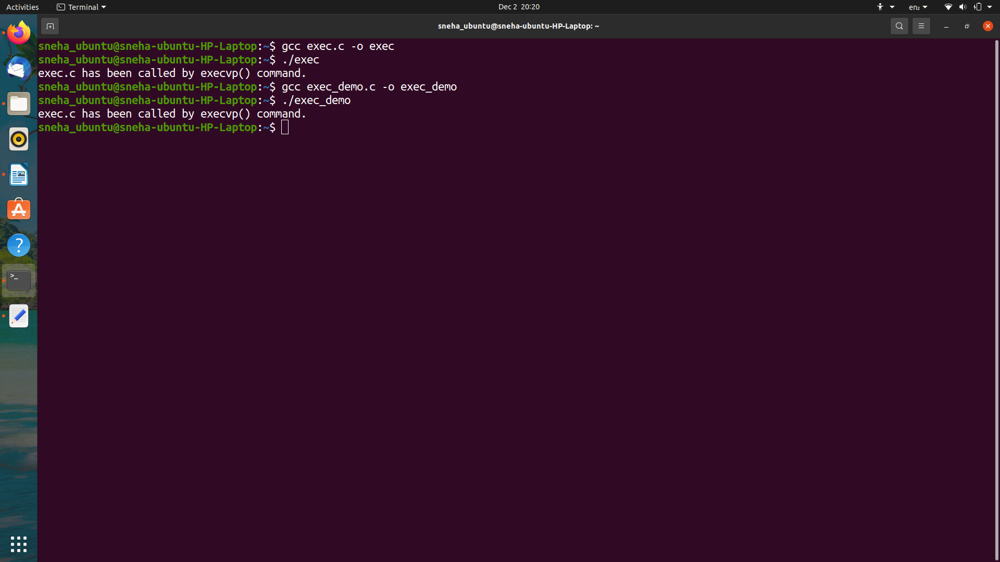 Activities
Terminal
Dec 2 20:20
en₂
sneha_ubuntu@sneha-ubuntu-HP-Laptop: ~
sneha_ubuntu@sneha-ubuntu-HP-Laptop:~$ gcc exec.c -o exec
sneha_ubuntu@sneha-ubuntu-HP-Laptop:~$ ./exec
exec.c has been called by execvp() command.
sneha_ubuntu@sneha-ubuntu-HP-Laptop:~$ gcc exec_demo.c -o exec_demo
sneha_ubuntu@sneha-ubuntu-HP-Laptop:~$ ./exec_demo
exec.c has been called by execvp() command.
sneha_ubuntu@sneha-ubuntu-HP-Laptop:~$